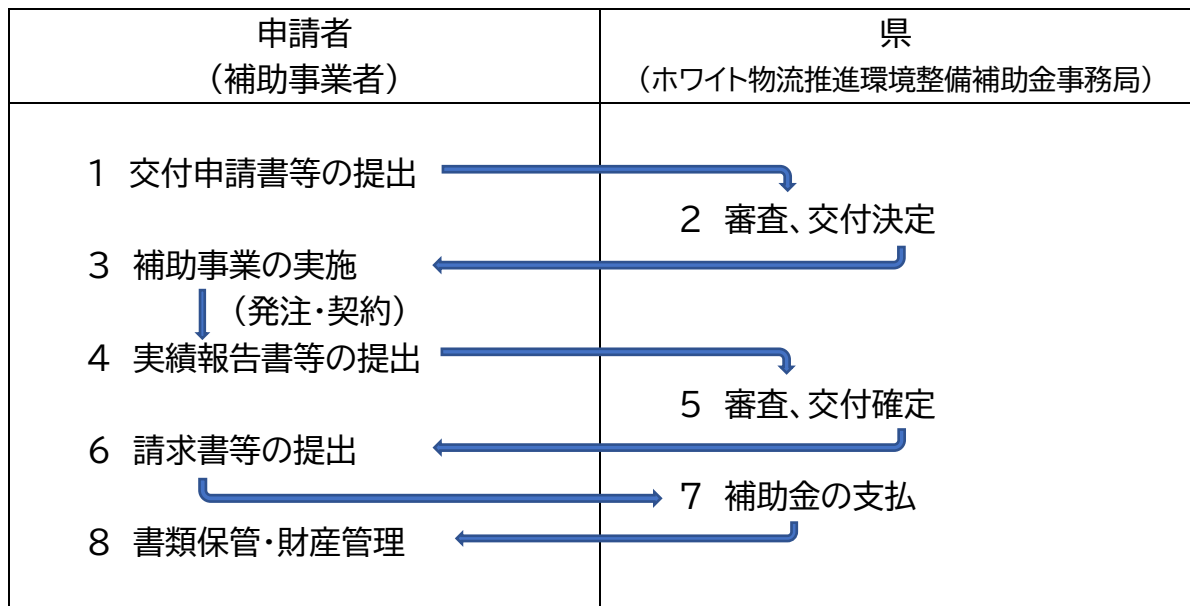 申請者
（補助事業者）
県
（ホワイト物流推進環境整備補助金事務局）
1 交付申請書等の提出
2 審査、交付決定
3 補助事業の実施
（発注・契約）
4 実績報告書等の提出
5 審査、交付確定
6 請求書等の提出
7 補助金の支払
8 書類保管・財産管理